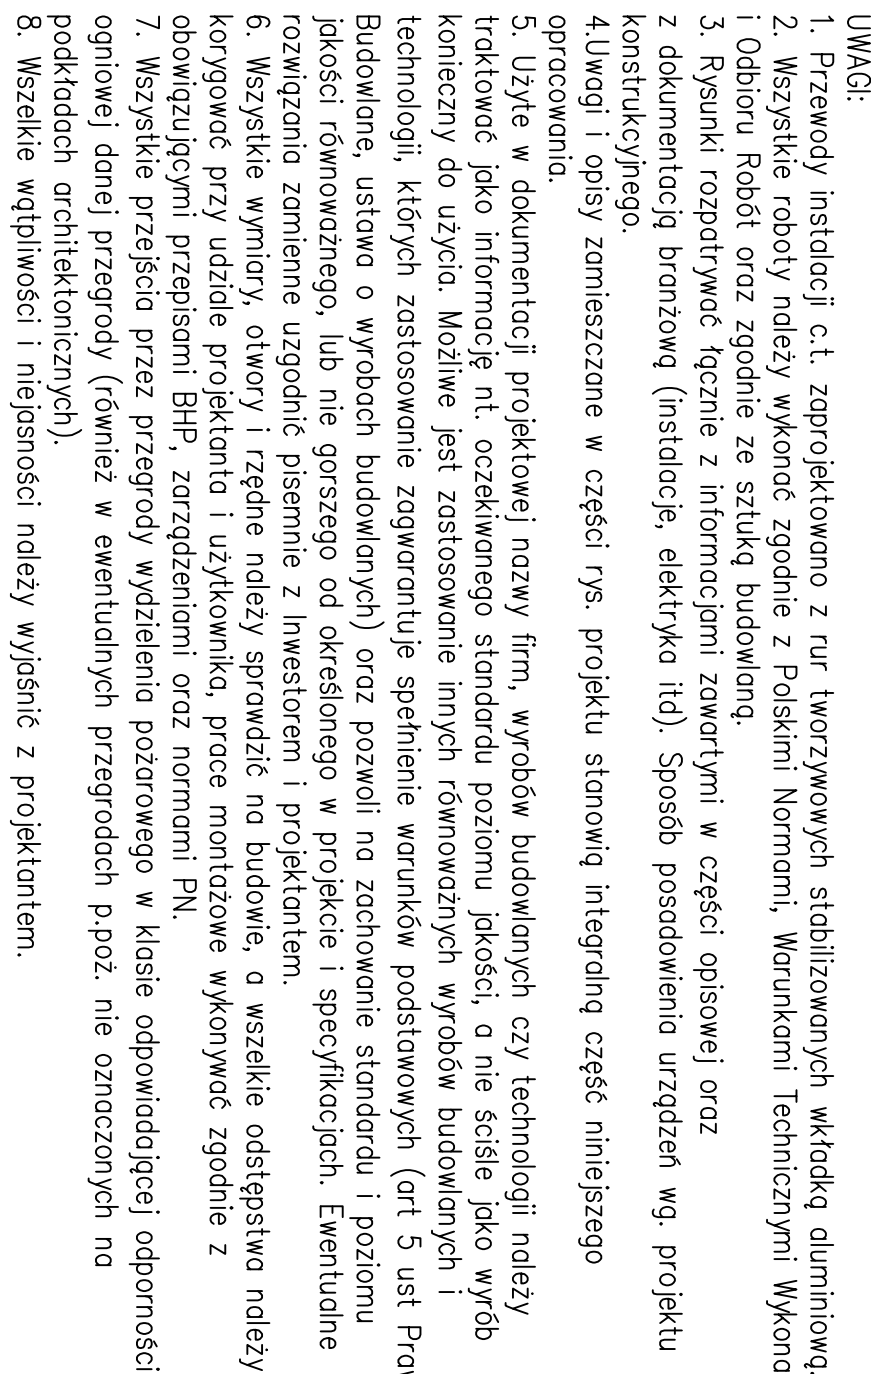 UWAGI:
1. Przewody instalacji c.t. zaprojektowano z rur tworzywowych stabilizowanych wkładką aluminiową.
2. Wszystkie roboty należy wykonać zgodnie z Polskimi Normami, Warunkami Technicznymi Wykona
i Odbioru Robót oraz zgodnie ze sztuką budowlaną.
3. Rysunki rozpatrywać łącznie z informacjami zawartymi w części opisowej oraz
z dokumentacją branżową (instalacje, elektryka itd). Sposób posadowienia urządzeń wg. projektu
konstrukcyjnego.
4.Uwagi i opisy zamieszczane w części rys. projektu stanowią integralną część niniejszego
opracowania.
5. Użyte w dokumentacji projektowej nazwy firm, wyrobów budowlanych czy technologii należy
traktować jako informację nt. oczekiwanego standardu poziomu jakości, a nie ściśle jako wyrób
konieczny do użycia. Możliwe jest zastosowanie innych równoważnych wyrobów budowlanych i
technologii, których zastosowanie zagwarantuje spełnienie warunków podstawowych (art 5 ust Praw
Budowlane, ustawa o wyrobach budowlanych) oraz pozwoli na zachowanie standardu i poziomu
jakości równoważnego, lub nie gorszego od określonego w projekcie i specyfikacjach. Ewentualne
rozwiązania zamienne uzgodnić pisemnie z Inwestorem i projektantem.
6. Wszystkie wymiary, otwory i rzędne należy sprawdzić na budowie, a wszelkie odstępstwa należy
korygować przy udziale projektanta i użytkownika, prace montażowe wykonywać zgodnie z
obowiązującymi przepisami BHP, zarządzeniami oraz normami PN.
7. Wszystkie przejścia przez przegrody wydzielenia pożarowego w klasie odpowiadającej odporności
ogniowej danej przegrody (również w ewentualnych przegrodach p.poż. nie oznaczonych na
podkładach architektonicznych).
8. Wszelkie wątpliwości i niejasności należy wyjaśnić z projektantem.